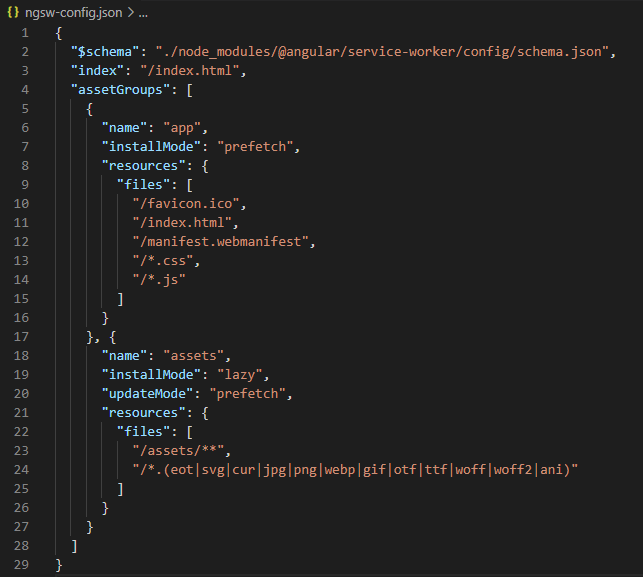 {} ngsw-config.json > ...
1 {
2 "$schema": "./node_modules/@angular/service-worker/config/schema.json",
3 "index": "/index.html",
4 "assetGroups": [
5 {
6 "name": "app",
7 "installMode": "prefetch",
8 "resources": {
9 "files": [
10 "/favicon.ico",
11 "/index.html",
12 "/manifest.webmanifest",
13 "/*.css",
14 "/*.js"
15 ]
16 }
17 }, {
18 "name": "assets",
19 "installMode": "lazy",
20 "updateMode": "prefetch",
21 "resources": {
22 "files": [
23 "/assets/**",
24 "/*.(eot|svg|cur|jpg|png|webp|gif|otf|ttf|woff|woff2|ani)"
25 ]
26 }
27 }
28 ]
29 }